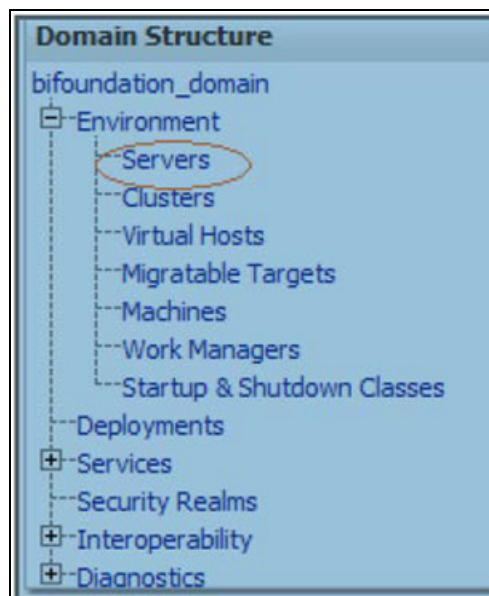 Domain Structure
bifoundation_domain
Environment
Servers
Clusters
Virtual Hosts
Migratable Targets
Machines
Work Managers
Startup & Shutdown Classes
Deployments
Services
Security Realms
Interoperability
Diagnostics